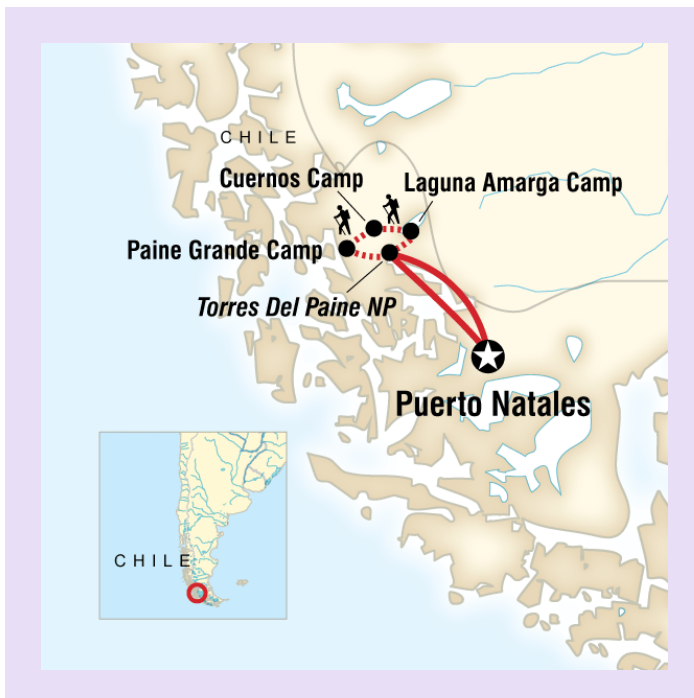 CHILE
Cuernos Camp
Laguna Amarga Camp
Paine Grande Camp
Torres Del Paine NP
Puerto Natales
CHILE